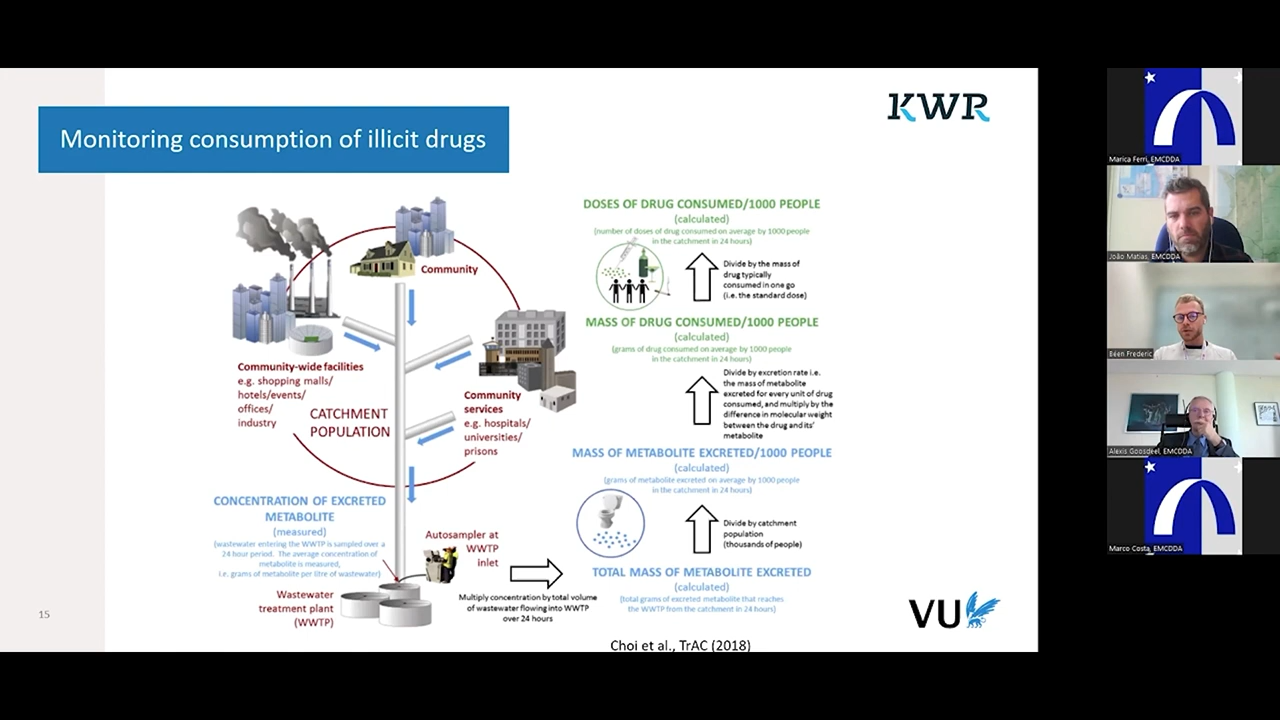 Monitoring consumption of illicit drugs
KWR
Community
Community-wide facilities
e.g. shopping malls/
hotels/events/
offices/
industry
CATCHMENT
POPULATION
Community
services
e.g. hospitals/
universities/
prisons
CONCENTRATION OF EXCRETED
METABOLITE
(measured)
(wastewater entering the WWTP is sampled over a
24 hour period. The average concentration of
metabolite is measured,
i.e. grams of metabolite per litre of wastewater)
Autosampler at
WWTP
inlet
Wastewater
treatment plant
(WWTP)
Multiply concentration by total volume
of wastewater flowing into WWTP
over 24 hours
DOSES OF DRUG CONSUMED/1000 PEOPLE
(calculated)
(number of doses of drug consumed on average by 1000 people
in the catchment in 24 hours)
Divide by the mass of
drug typically
consumed in one go
(i.e. the standard dose)
MASS OF DRUG CONSUMED/1000 PEOPLE
(calculated)
(grams of drug consumed on average by 1000 people
in the catchment in 24 hours)
Divide by excretion rate i.e.
the mass of metabolite
excreted for every unit of drug
consumed, and multiply by the
difference in molecular weight
between the drug and its'
metabolite
MASS OF METABOLITE EXCRETED/1000 PEOPLE
(calculated)
(grams of metabolite excreted on average by 1000 people
in the catchment in 24 hours)
Divide by catchment
population
(thousands of people)
TOTAL MASS OF METABOLITE EXCRETED
(calculated)
(total grams of excreted metabolite that reaches
the WWTP from the catchment in 24 hours)
15
VU
Choi et al., TrAC (2018)
Marica Ferri, EMCDDA
João Matias, EMCDDA
Béen Frederic
Alexis Goosdeel, EMCDDA
Marco Costa, EMCDDA